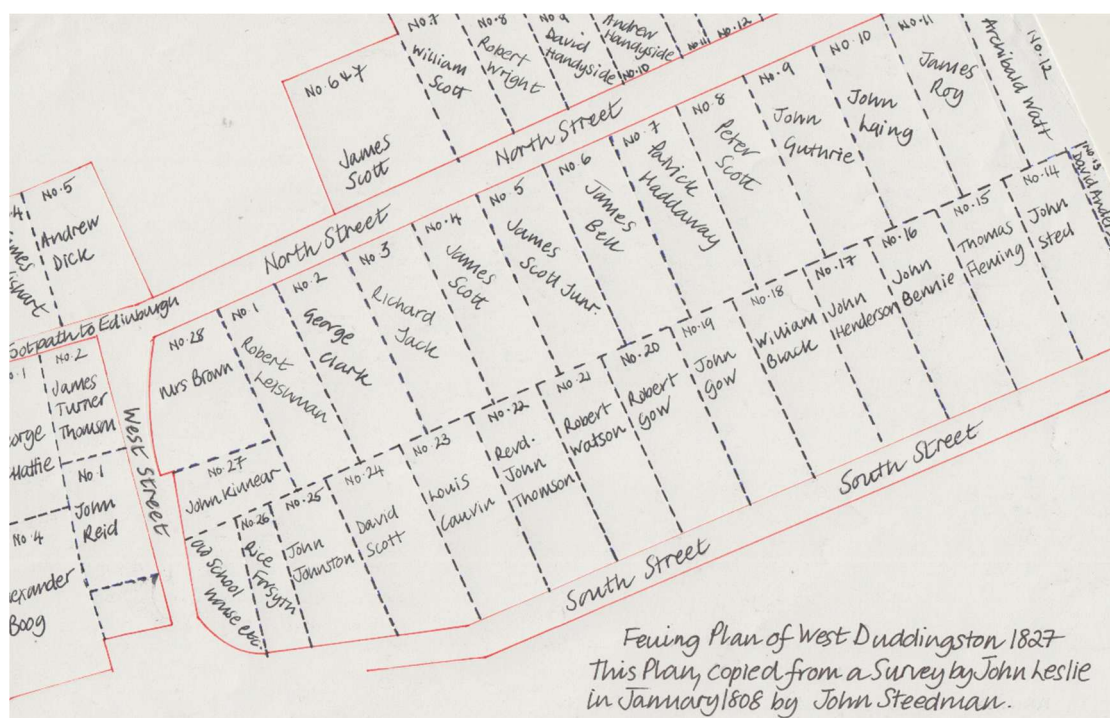 No.7
William
Scott
No.8
Robert
Wright
No.9
David
Handyside
Andrew
Handyside
No.10
No.11
No.12
No.6&7
James
Scott
North Street
North Street
No.5
Andrew
Dick
Footpath to Edinburgh
No.2
James
Turner
Thomson
No.1
John
Reid
No.4
Boog
West Street
No.28
Mrs Brown
No.1
Robert
Leishman
No.2
George
Clark
No.3
Richard
Jack
No.4
James
Scott
No.5
James
Scott Junr.
No.6
James
Bell
No.7
Patrick
Haddaway
No.8
Peter
Scott
No.9
John
Guthrie
No.10
John
Laing
No.11
James
Roy
No.12
Archibald Watt
No.13
No.14
John
Sted
No.15
Thomas
Fleming
No.16
John
Bennie
No.17
John
Henderson
No.18
William
Black
No.19
John
Gow
No.20
Robert
Gow
No.21
Robert
Watson
No.22
Revd.
John
Thomson
No.23
Louis
Cauvin
No.24
David
Scott
No.25
John
Johnston
No.26
Rice
Forsyth
No.27
John Kinnear
Old School
House etc.
South Street
South Street
Feuing Plan of West Duddingston 1827
This Plan, copied from a Survey by John Leslie
in January 1808 by John Steedman.